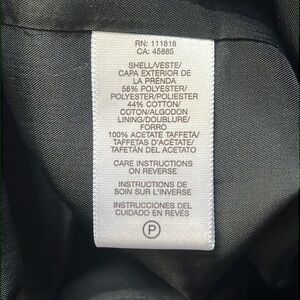 RN: 111818
CA: 45885
SHELL/VESTE/
CAPA EXTERIOR DE
LA PRENDA
56% POLYESTER/
POLYESTER/POLIESTER
44% COTTON/
COTON/ALGODON
LINING/DOUBLURE/
FORRO
100% ACETATE TAFFETA/
TAFFETAS D'ACETATE/
TAFETÁN DEL ACETATO
CARE INSTRUCTIONS
ON REVERSE
INSTRUCTIONS DE
SOIN SUR L'INVERSE
INSTRUCCIONES DEL
CUIDADO EN REVÉS
P